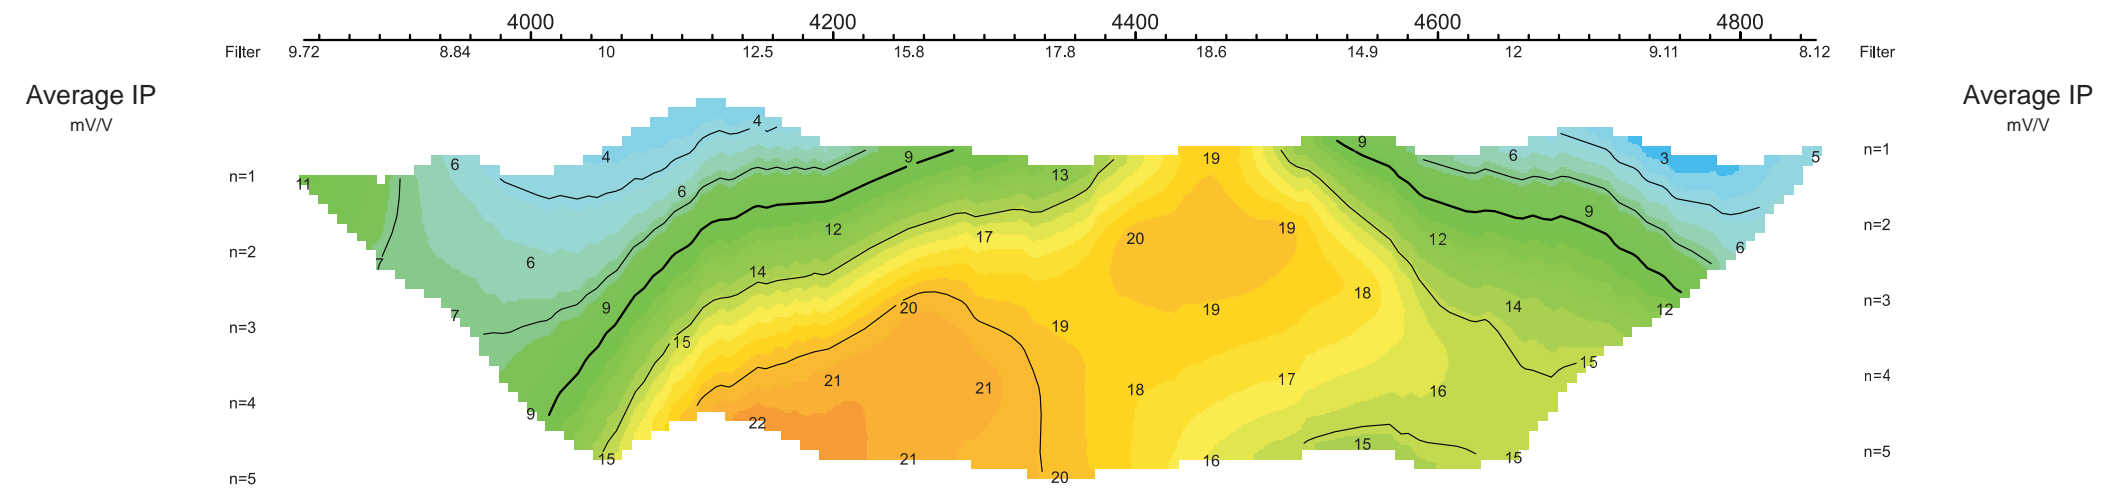 4000 4200 4400 4600 4800
Filter 9.72 8.84 10 12.5 15.8 17.8 18.6 14.9 12 9.11 8.12 Filter
Average IP Average IP
mV/V mV/V
4
9 9
n=1
6 4 9 19 6 3 5
n=1 11 13
6
9 n=2
12 17 20 19 12 6
n=2 7 6 14
18 n=3
7 9 20 19 19 14 12
n=3 15
15
n=4 21 21 18 17 16 n=4
9 22
15 n=5
15 21 16 15
n=5 20